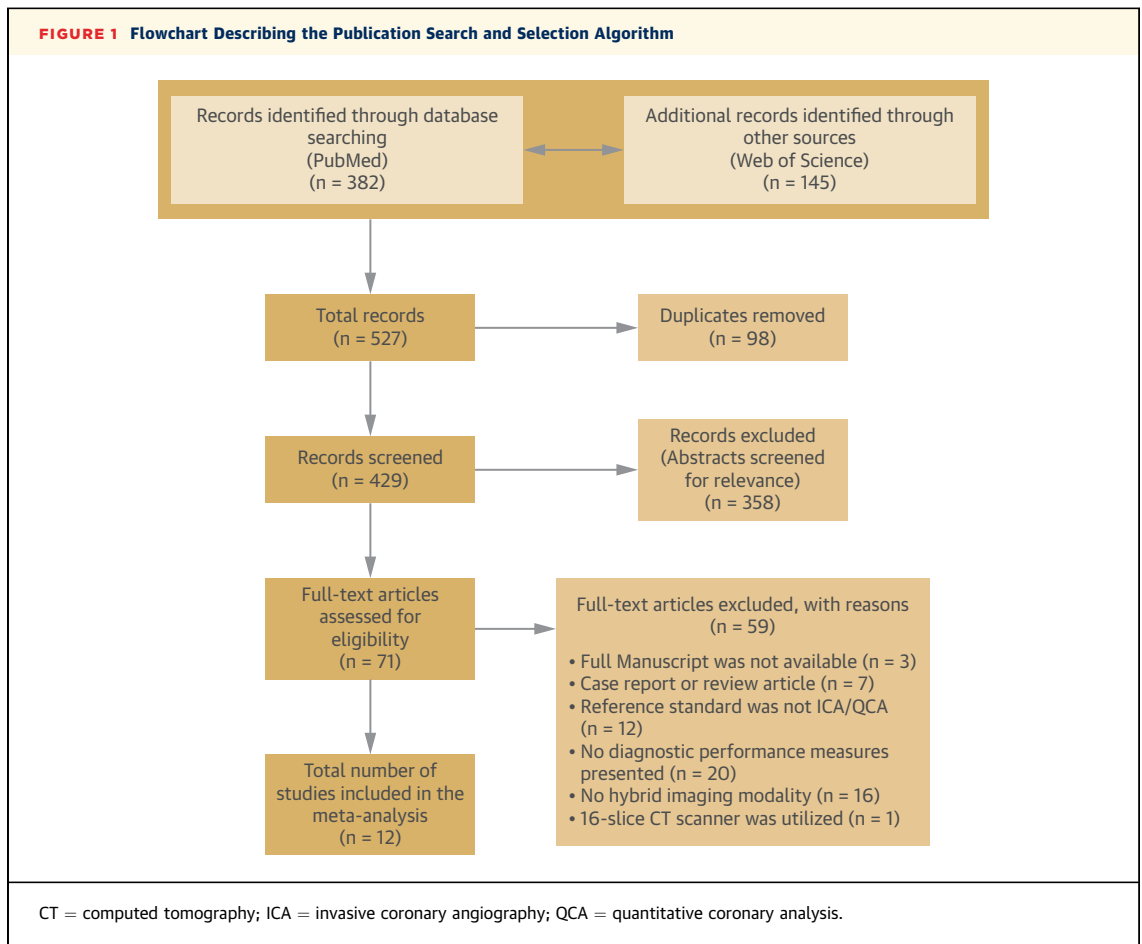 FIGURE 1 Flowchart Describing the Publication Search and Selection Algorithm
Records identified through database
searching
(PubMed)
(n = 382)
Additional records identified through
other sources
(Web of Science)
(n = 145)
Total records
(n = 527)
Duplicates removed
(n = 98)
Records screened
(n = 429)
Records excluded
(Abstracts screened
for relevance)
(n = 358)
Full-text articles
assessed for
eligibility
(n = 71)
Full-text articles excluded, with reasons
(n = 59)
• Full Manuscript was not available (n = 3)
• Case report or review article (n = 7)
• Reference standard was not ICA/QCA
(n = 12)
• No diagnostic performance measures
presented (n = 20)
• No hybrid imaging modality (n = 16)
• 16-slice CT scanner was utilized (n = 1)
Total number of
studies included in the
meta-analysis
(n = 12)
CT = computed tomography; ICA = invasive coronary angiography; QCA = quantitative coronary analysis.